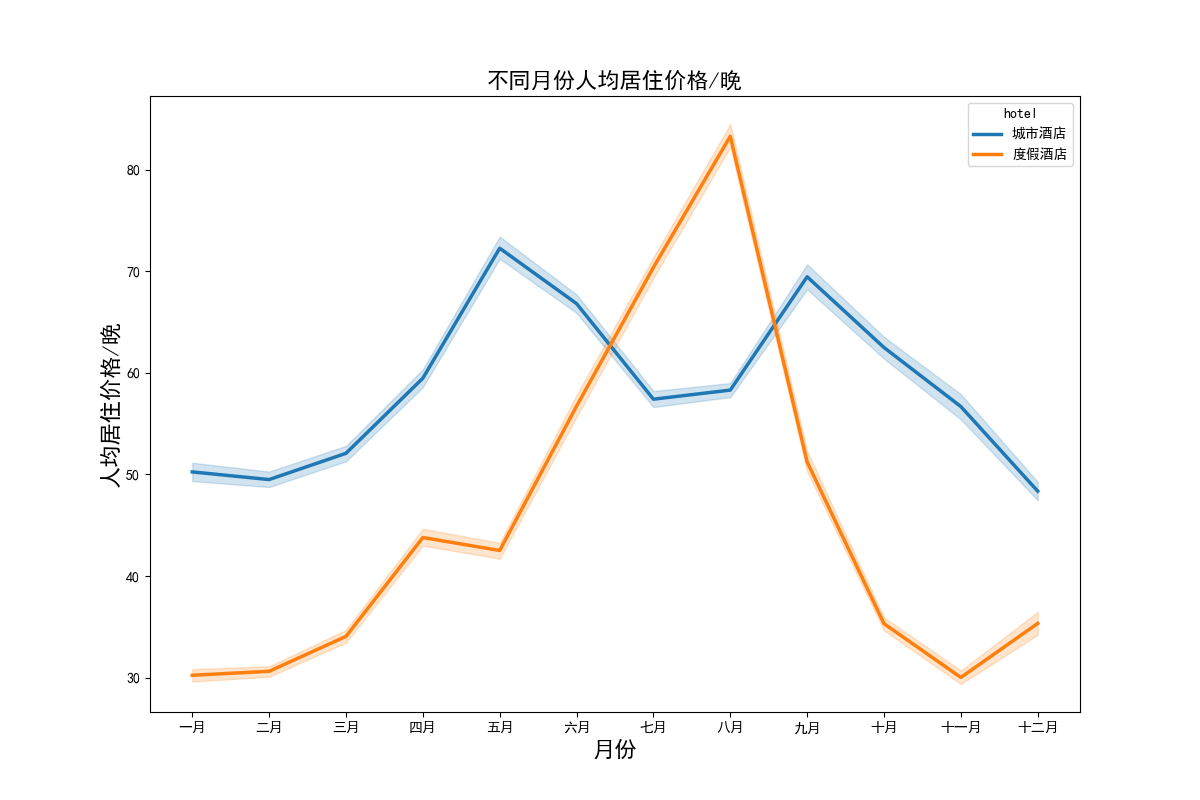 不同月份人均居住价格/晚
hotel
城市酒店
度假酒店
人均居住价格/晚
80
70
60
50
40
30
一月 二月 三月 四月 五月 六月 七月 八月 九月 十月 十一月 十二月
月份